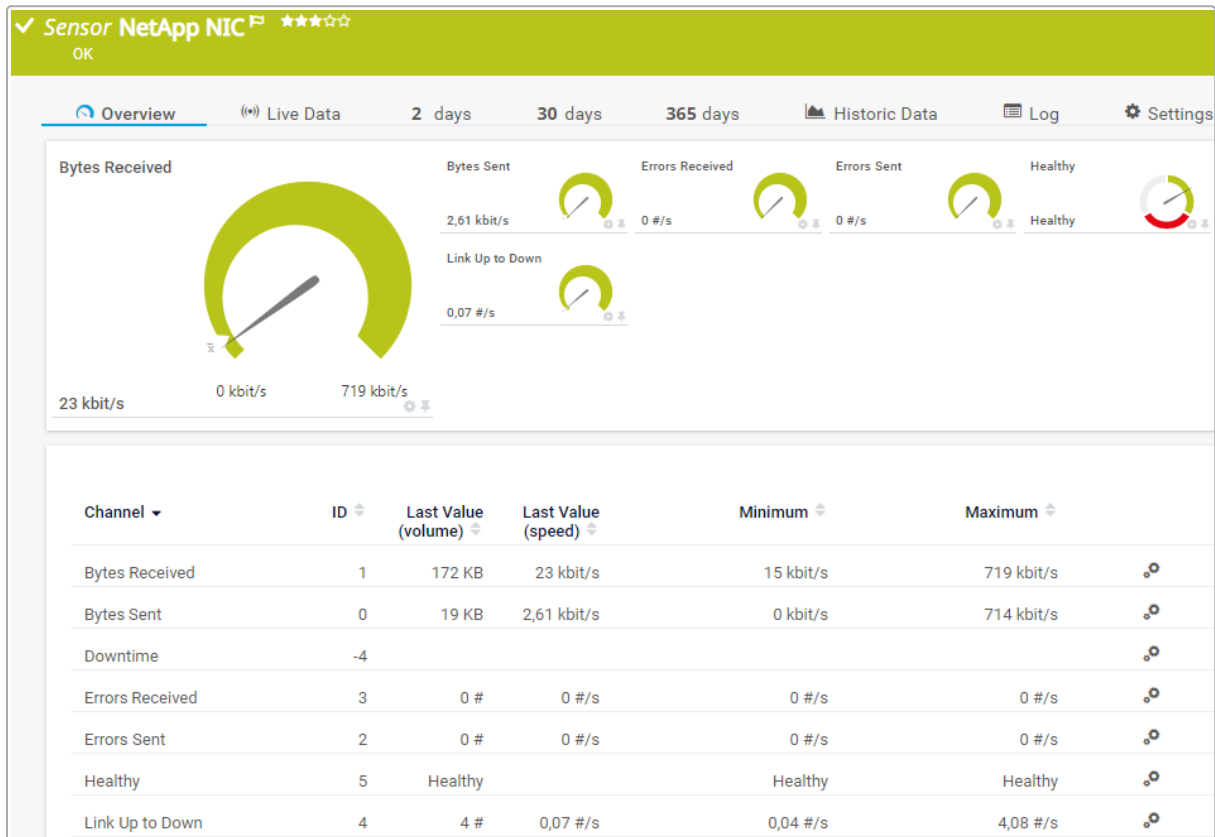 Sensor NetApp NIC
OK
Overview Live Data 2 days 30 days 365 days Historic Data Log Settings
Bytes Received
23 kbit/s
0 kbit/s 719 kbit/s
x̄
Bytes Sent
2,61 kbit/s
Errors Received
0 #/s
Errors Sent
0 #/s
Healthy
Healthy
Link Up to Down
0,07 #/s
Channel ID Last Value (volume) Last Value (speed) Minimum Maximum
Bytes Received 1 172 KB 23 kbit/s 15 kbit/s 719 kbit/s
Bytes Sent 0 19 KB 2,61 kbit/s 0 kbit/s 714 kbit/s
Downtime -4
Errors Received 3 0 # 0 #/s 0 #/s 0 #/s
Errors Sent 2 0 # 0 #/s 0 #/s 0 #/s
Healthy 5 Healthy Healthy Healthy
Link Up to Down 4 4 # 0,07 #/s 0,04 #/s 4,08 #/s